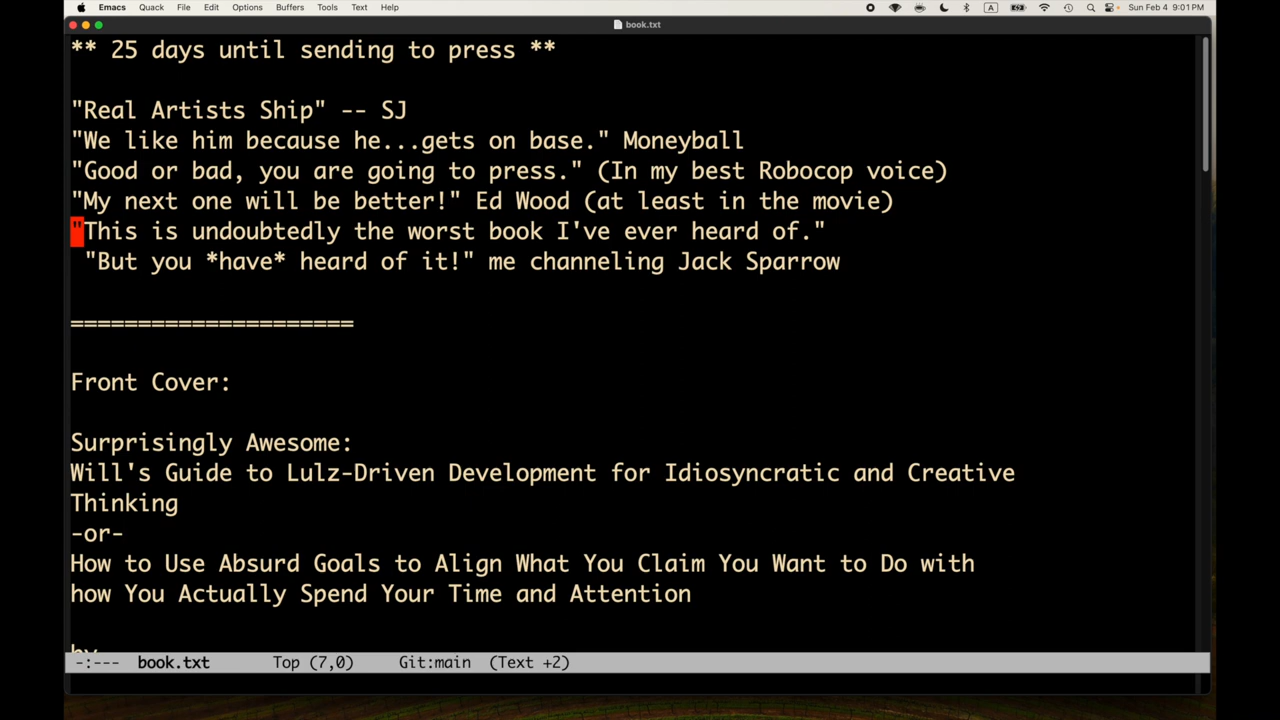 Emacs Quack File Edit Options Buffers Tools Text Help A Sun Feb 4 9:01 PM
book.txt
** 25 days until sending to press **
"Real Artists Ship" -- SJ
"We like him because he...gets on base." Moneyball
"Good or bad, you are going to press." (In my best Robocop voice)
"My next one will be better!" Ed Wood (at least in the movie)
"This is undoubtedly the worst book I've ever heard of."
"But you *have* heard of it!" me channeling Jack Sparrow
=====================
Front Cover:
Surprisingly Awesome:
Will's Guide to Lulz-Driven Development for Idiosyncratic and Creative
Thinking
-or-
How to Use Absurd Goals to Align What You Claim You Want to Do with
how You Actually Spend Your Time and Attention
by
-:--- book.txt Top (7,0) Git:main (Text +2)